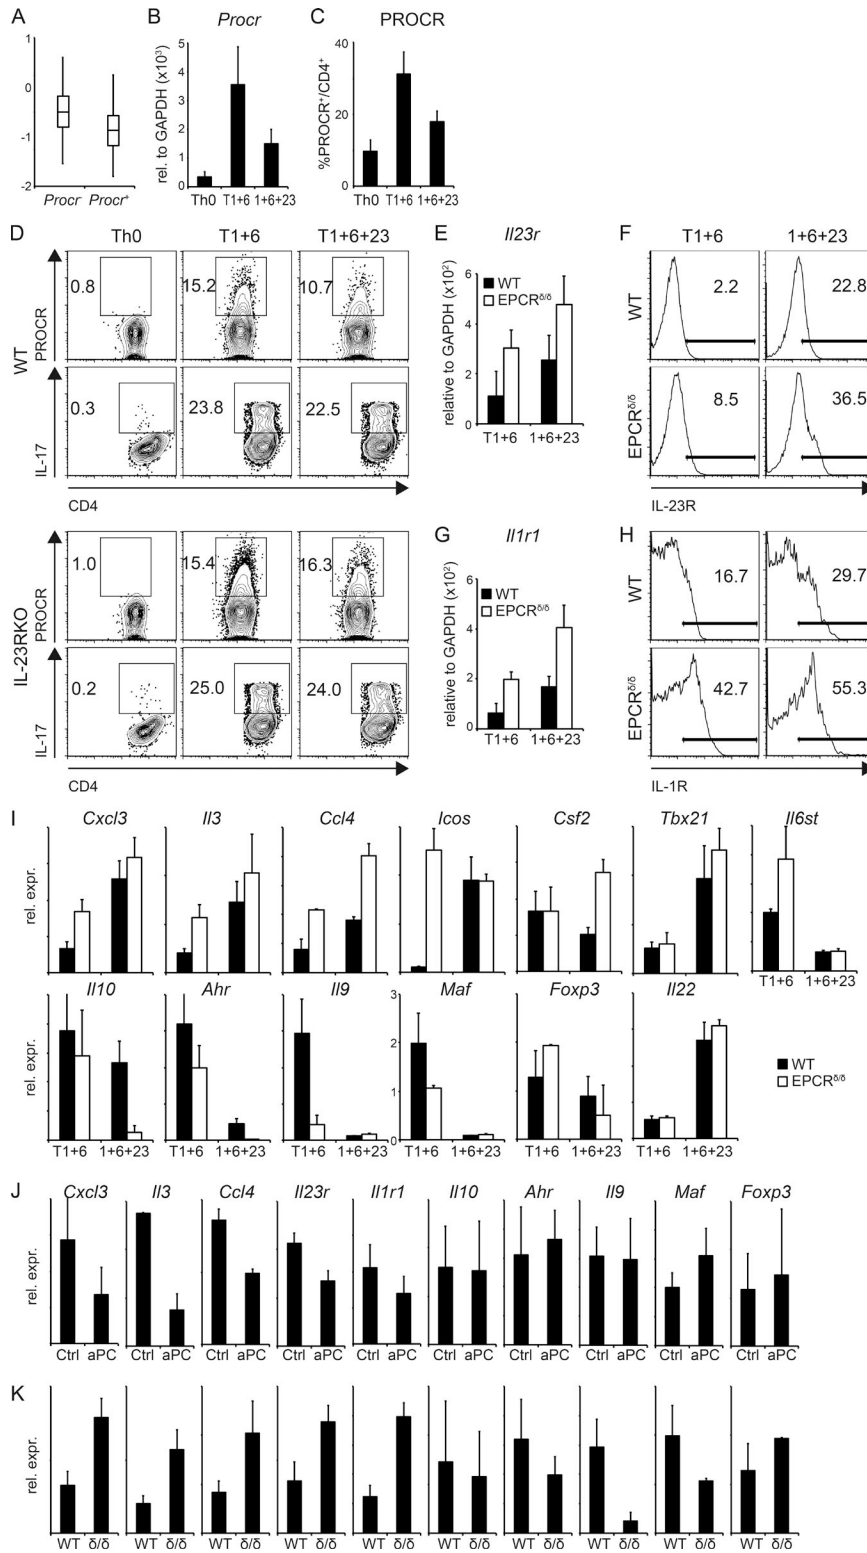 A
1
0
-1
-2
Procr⁻ Procr⁺
B
Procr
rel. to GAPDH (x10³)
5
4
3
2
1
0
Th0 T1+6 1+6+23
C
PROCR
%PROCR⁺/CD4⁺
40
20
0
Th0 T1+6 1+6+23
D
Th0 T1+6 T1+6+23
WT
PROCR
0.8 15.2 10.7
IL-17
0.3 23.8 22.5
CD4
IL-23RKO
PROCR
1.0 15.4 16.3
IL-17
0.2 25.0 24.0
CD4
E
Il23r
relative to GAPDH (x10²)
6
4
2
0
WT
EPCRδ/δ
T1+6 1+6+23
F
T1+6 1+6+23
WT
2.2 22.8
EPCRδ/δ
8.5 36.5
IL-23R
G
Il1r1
relative to GAPDH (x10²)
6
4
2
0
WT
EPCRδ/δ
T1+6 1+6+23
H
WT
16.7 29.7
EPCRδ/δ
42.7 55.3
IL-1R
I
Cxcl3 Il3 Ccl4 Icos Csf2 Tbx21 Il6st
rel. expr.
T1+6 1+6+23
Il10 Ahr Il9 Maf Foxp3 Il22
rel. expr.
3
2
1
0
T1+6 1+6+23 T1+6 1+6+23 T1+6 1+6+23 T1+6 1+6+23 T1+6 1+6+23 T1+6 1+6+23
WT
EPCRδ/δ
J
Cxcl3 Il3 Ccl4 Il23r Il1r1 Il10 Ahr Il9 Maf Foxp3
rel. expr.
Ctrl aPC Ctrl aPC Ctrl aPC Ctrl aPC Ctrl aPC Ctrl aPC Ctrl aPC Ctrl aPC Ctrl aPC Ctrl aPC
K
rel. expr.
WT δ/δ WT δ/δ WT δ/δ WT δ/δ WT δ/δ WT δ/δ WT δ/δ WT δ/δ WT δ/δ WT δ/δ